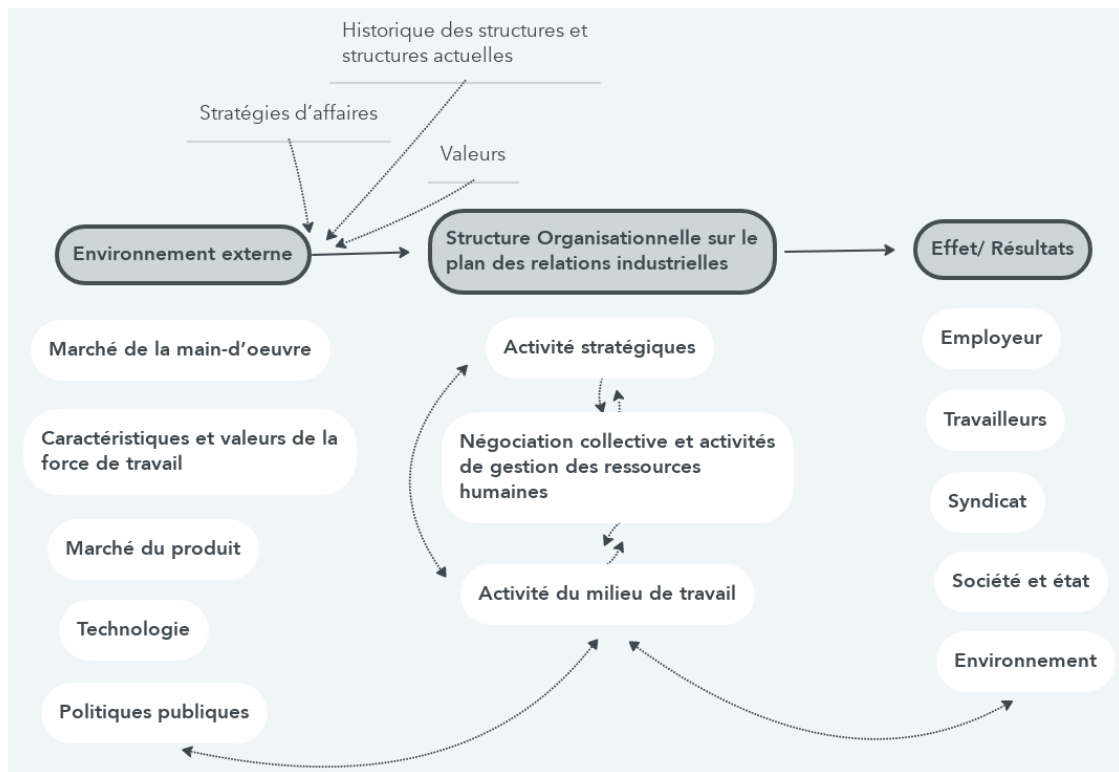 Historique des structures et
structures actuelles
Stratégies d'affaires
Valeurs
Environnement externe
Structure Organisationnelle sur le
plan des relations industrielles
Effet/ Résultats
Marché de la main-d'oeuvre
Caractéristiques et valeurs de la
force de travail
Marché du produit
Technologie
Politiques publiques
Activité stratégiques
Négociation collective et activités
de gestion des ressources
humaines
Activité du milieu de travail
Employeur
Travailleurs
Syndicat
Société et état
Environnement